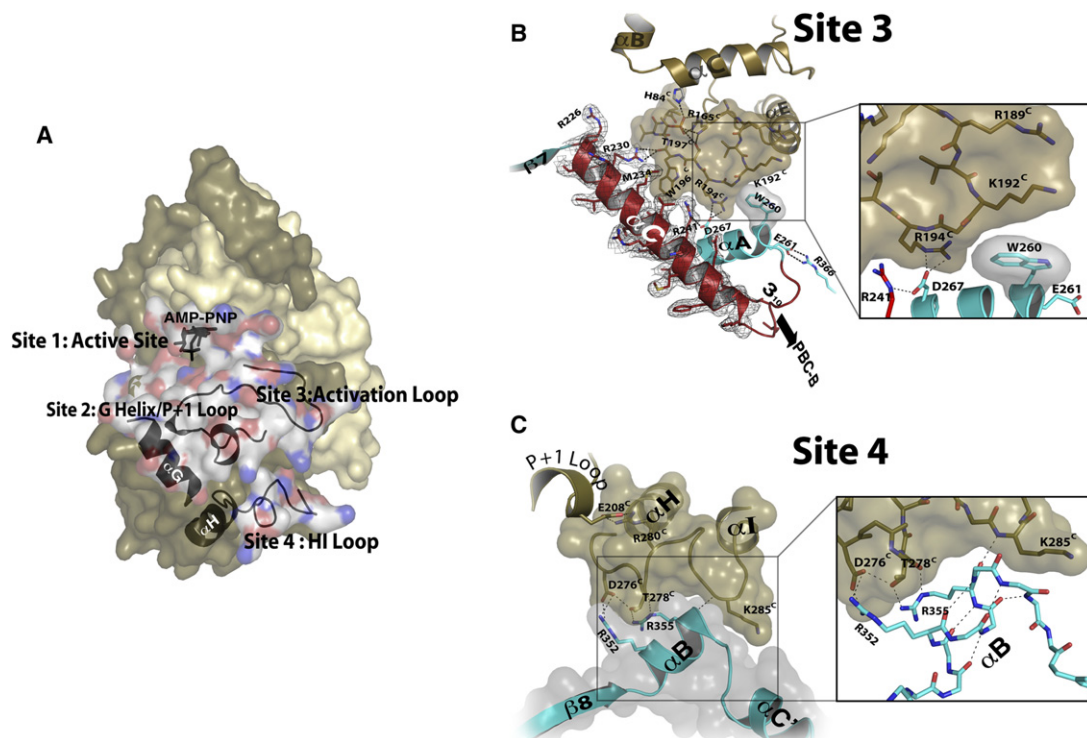 A
AMP-PNP
Site 1: Active Site
Site 3:Activation Loop
Site 2: G Helix/P+1 Loop
αG
αH
Site 4 : HI Loop
B
Site 3
αB
αC
αE
H84ᶜ
R165ᶜ
R226
T197ᶜ
R230
β7
M234
W196ᶜ
K192ᶜ
R194ᶜ
W260
R241
D267
αA
E261
R366
3₁₀
PBC-B
R189ᶜ
K192ᶜ
R194ᶜ
W260
R241
D267
E261
C
Site 4
P+1 Loop
E208ᶜ
αH
αI
R280ᶜ
D276ᶜ
T278ᶜ
K285ᶜ
R355
R352
αB
β8
αC'
D276ᶜ
T278ᶜ
K285ᶜ
R355
R352
αB